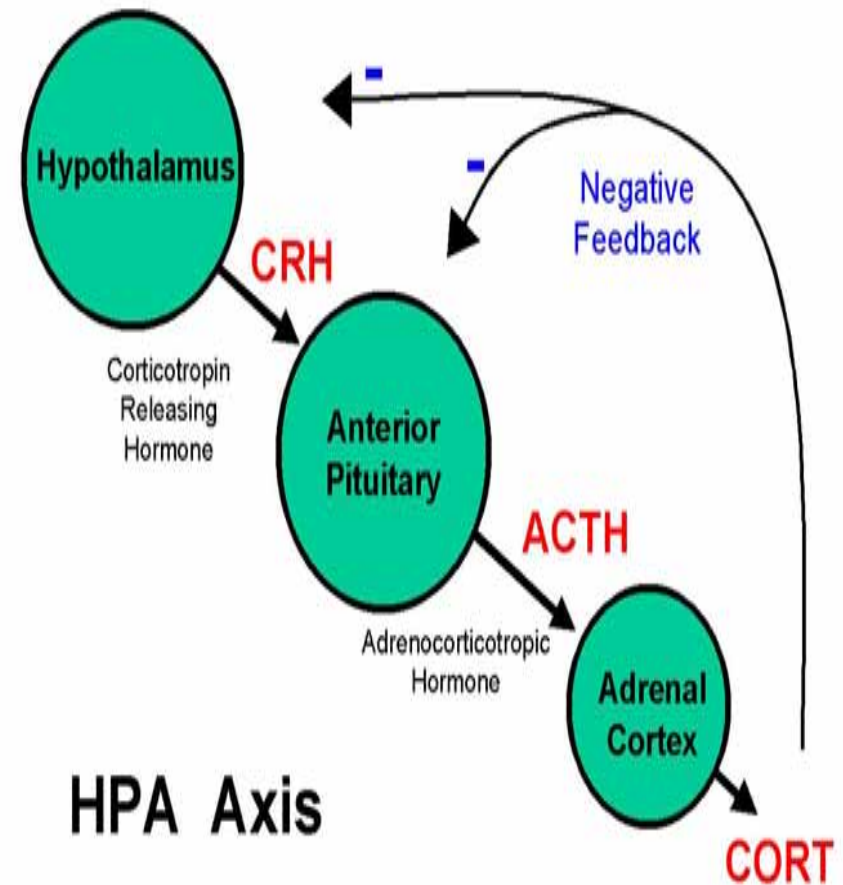 -
Hypothalamus
-
Negative
Feedback
CRH
Corticotropin
Releasing
Hormone
Anterior
Pituitary
ACTH
Adrenocorticotropic
Hormone
Adrenal
Cortex
HPA Axis
CORT